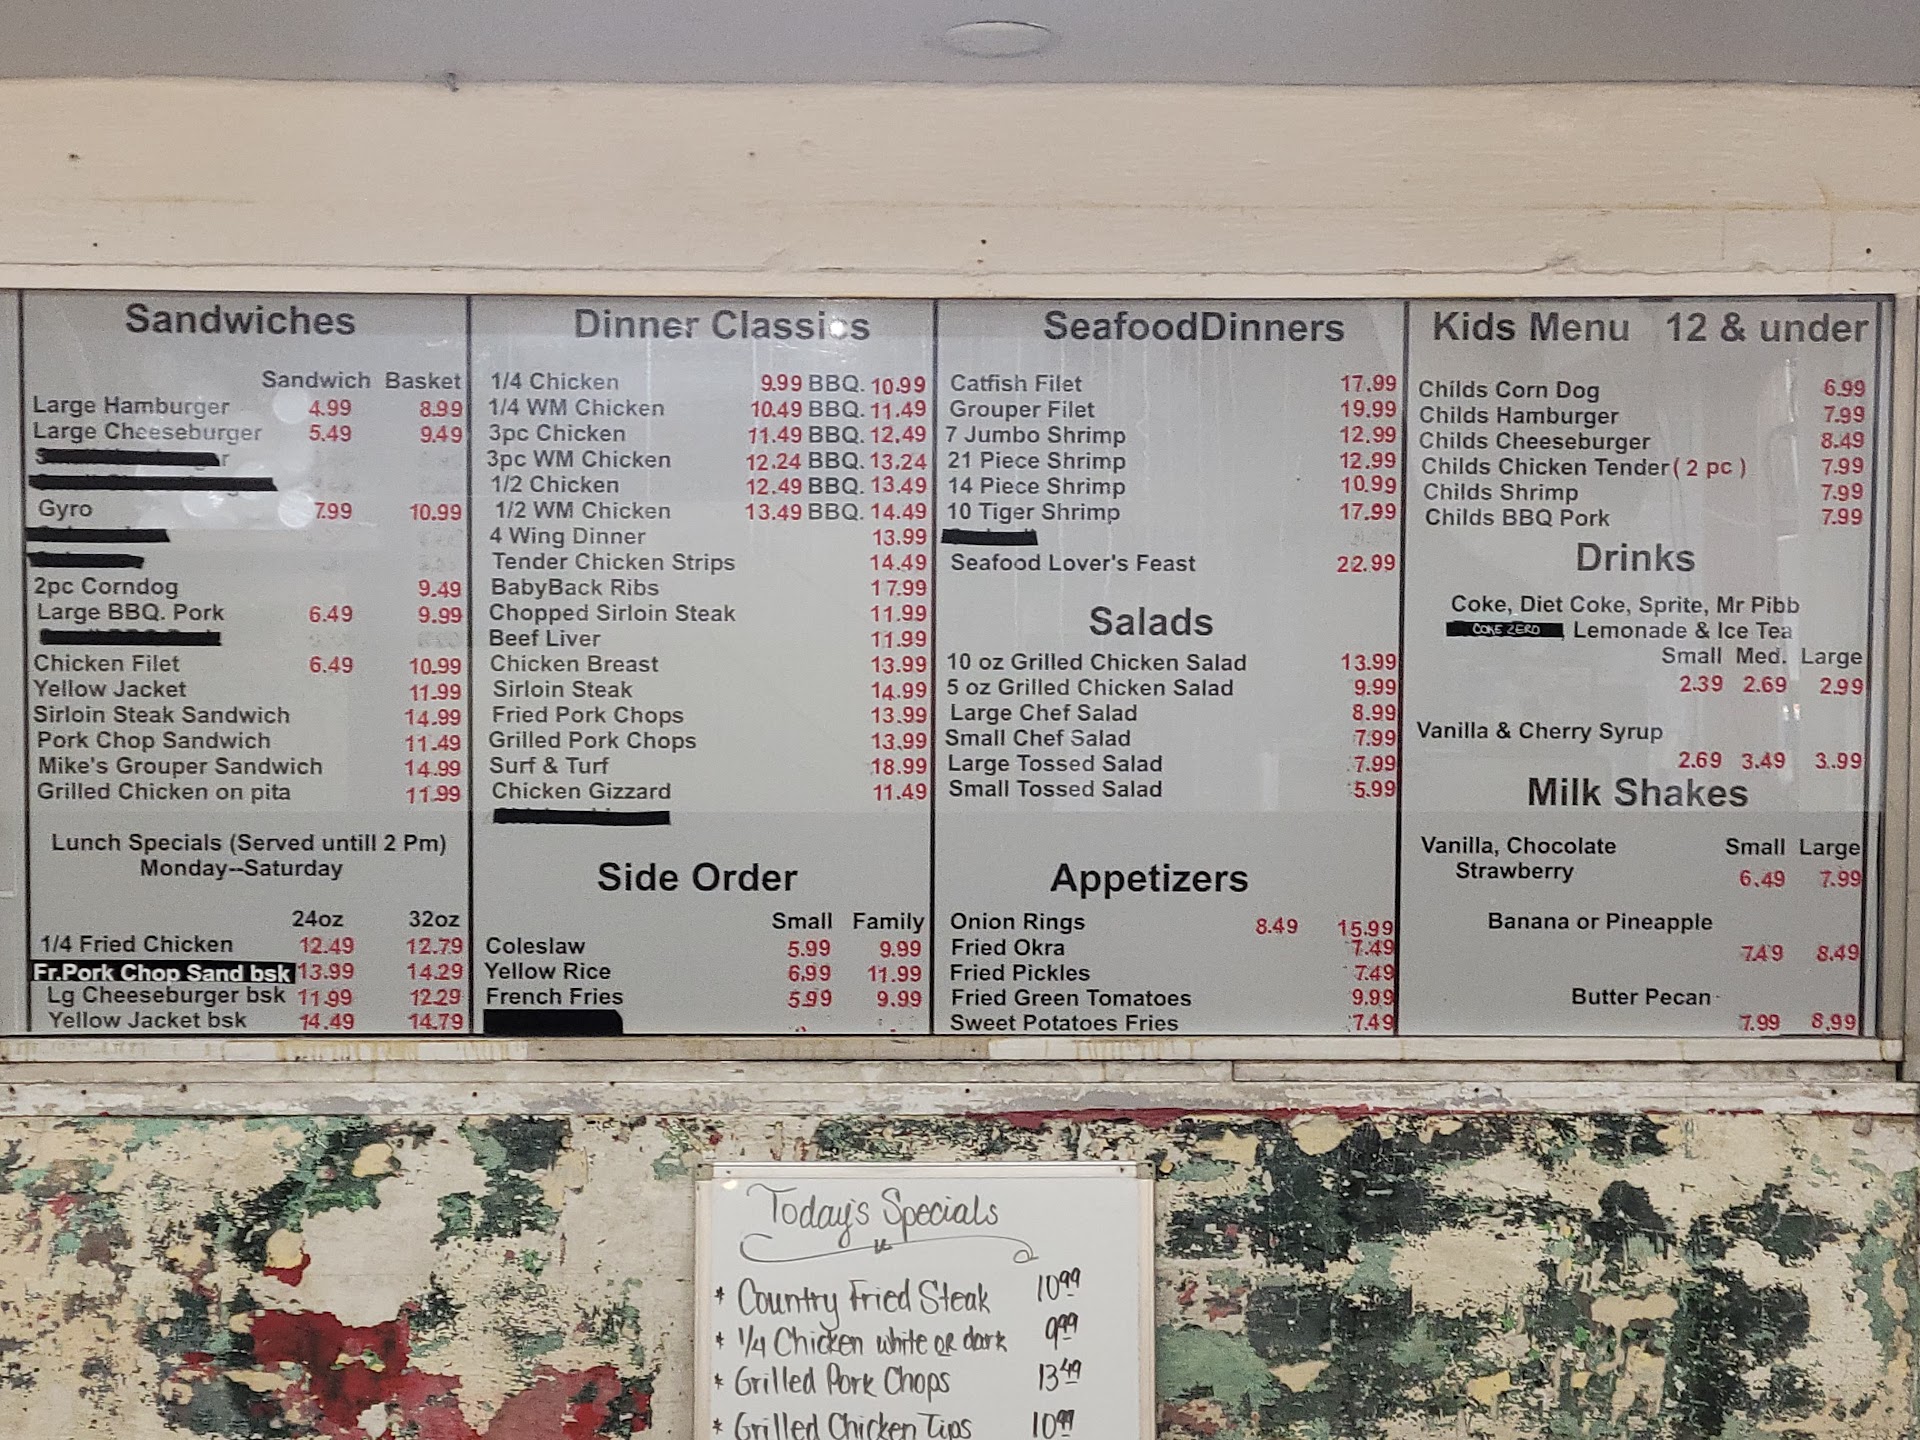 Sandwiches
Sandwich Basket
Large Hamburger 4.99 8.99
Large Cheeseburger 5.49 9.49
Gyro 7.99 10.99
2pc Corndog 9.49
Large BBQ. Pork 6.49 9.99
Chicken Filet 6.49 10.99
Yellow Jacket 11.99
Sirloin Steak Sandwich 14.99
Pork Chop Sandwich 11.49
Mike's Grouper Sandwich 14.99
Grilled Chicken on pita 11.99
Lunch Specials (Served untill 2 Pm)
Monday--Saturday
24oz 32oz
1/4 Fried Chicken 12.49 12.79
Fr.Pork Chop Sand bsk 13.99 14.29
Lg Cheeseburger bsk 11.99 12.29
Yellow Jacket bsk 14.49 14.79
Dinner Classics
1/4 Chicken 9.99 BBQ. 10.99
1/4 WM Chicken 10.49 BBQ. 11.49
3pc Chicken 11.49 BBQ. 12.49
3pc WM Chicken 12.24 BBQ. 13.24
1/2 Chicken 12.49 BBQ. 13.49
1/2 WM Chicken 13.49 BBQ. 14.49
4 Wing Dinner 13.99
Tender Chicken Strips 14.49
BabyBack Ribs 17.99
Chopped Sirloin Steak 11.99
Beef Liver 11.99
Chicken Breast 13.99
Sirloin Steak 14.99
Fried Pork Chops 13.99
Grilled Pork Chops 13.99
Surf & Turf 18.99
Chicken Gizzard 11.49
Side Order
Small Family
Coleslaw 5.99 9.99
Yellow Rice 6.99 11.99
French Fries 5.99 9.99
SeafoodDinners
Catfish Filet 17.99
Grouper Filet 19.99
7 Jumbo Shrimp 12.99
21 Piece Shrimp 12.99
14 Piece Shrimp 10.99
10 Tiger Shrimp 17.99
Seafood Lover's Feast 22.99
Salads
10 oz Grilled Chicken Salad 13.99
5 oz Grilled Chicken Salad 9.99
Large Chef Salad 8.99
Small Chef Salad 7.99
Large Tossed Salad 7.99
Small Tossed Salad 5.99
Appetizers
Onion Rings 8.49 15.99
Fried Okra 7.49
Fried Pickles 7.49
Fried Green Tomatoes 9.99
Sweet Potatoes Fries 7.49
Kids Menu 12 & under
Childs Corn Dog 6.99
Childs Hamburger 7.99
Childs Cheeseburger 8.49
Childs Chicken Tender ( 2 pc ) 7.99
Childs Shrimp 7.99
Childs BBQ Pork 7.99
Drinks
Coke, Diet Coke, Sprite, Mr Pibb
COKE ZERO, Lemonade & Ice Tea
Small Med. Large
2.39 2.69 2.99
Vanilla & Cherry Syrup
2.69 3.49 3.99
Milk Shakes
Vanilla, Chocolate Small Large
Strawberry 6.49 7.99
Banana or Pineapple
7.49 8.49
Butter Pecan
7.99 8.99
Today's Specials
* Country Fried Steak 10.99
* 1/4 Chicken white or dark 9.99
* Grilled Pork Chops 13.49
* Grilled Chicken Tips 10.99